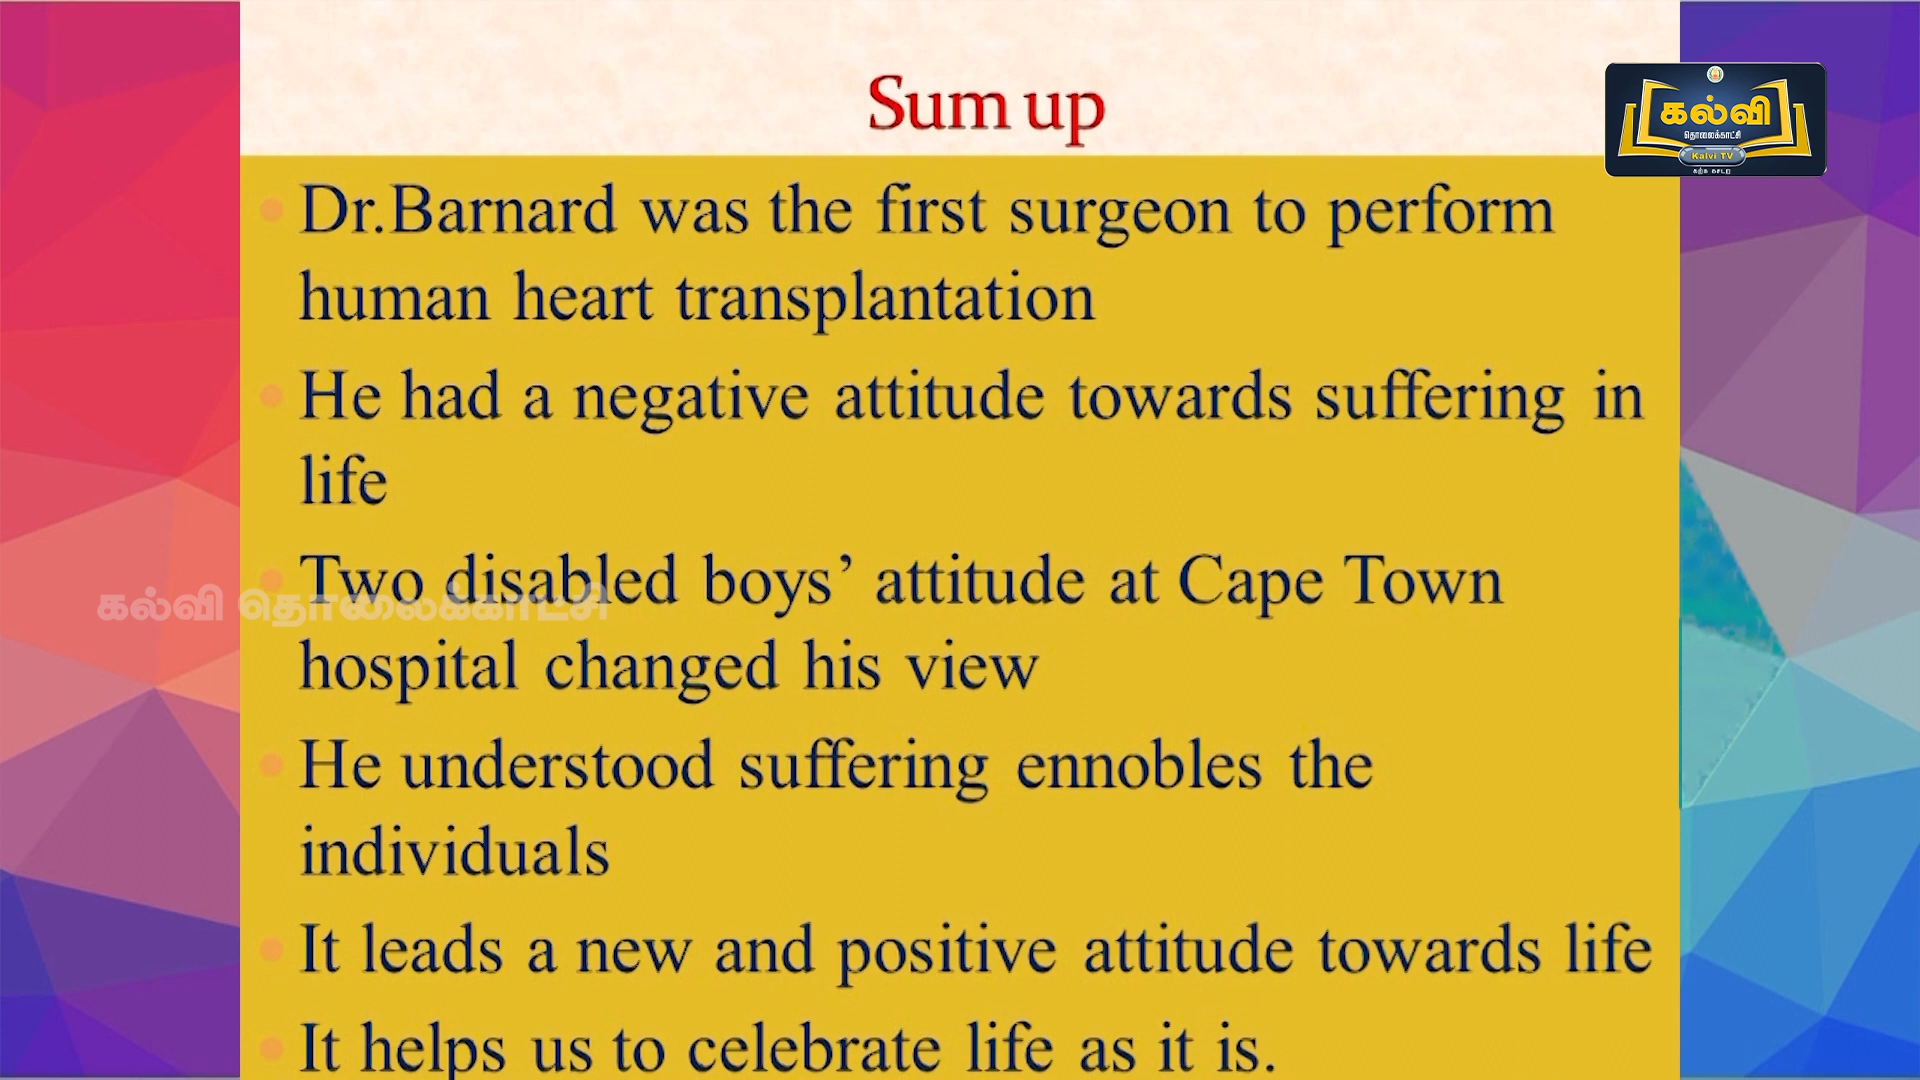 Sum up
கல்வி
தொலைக்காட்சி
Kalvi TV
கற்க கசடற
Dr.Barnard was the first surgeon to perform
human heart transplantation
He had a negative attitude towards suffering in
life
Two disabled boys’ attitude at Cape Town
கல்வி தொலைக்காட்சி
hospital changed his view
He understood suffering ennobles the
individuals
It leads a new and positive attitude towards life
It helps us to celebrate life as it is.